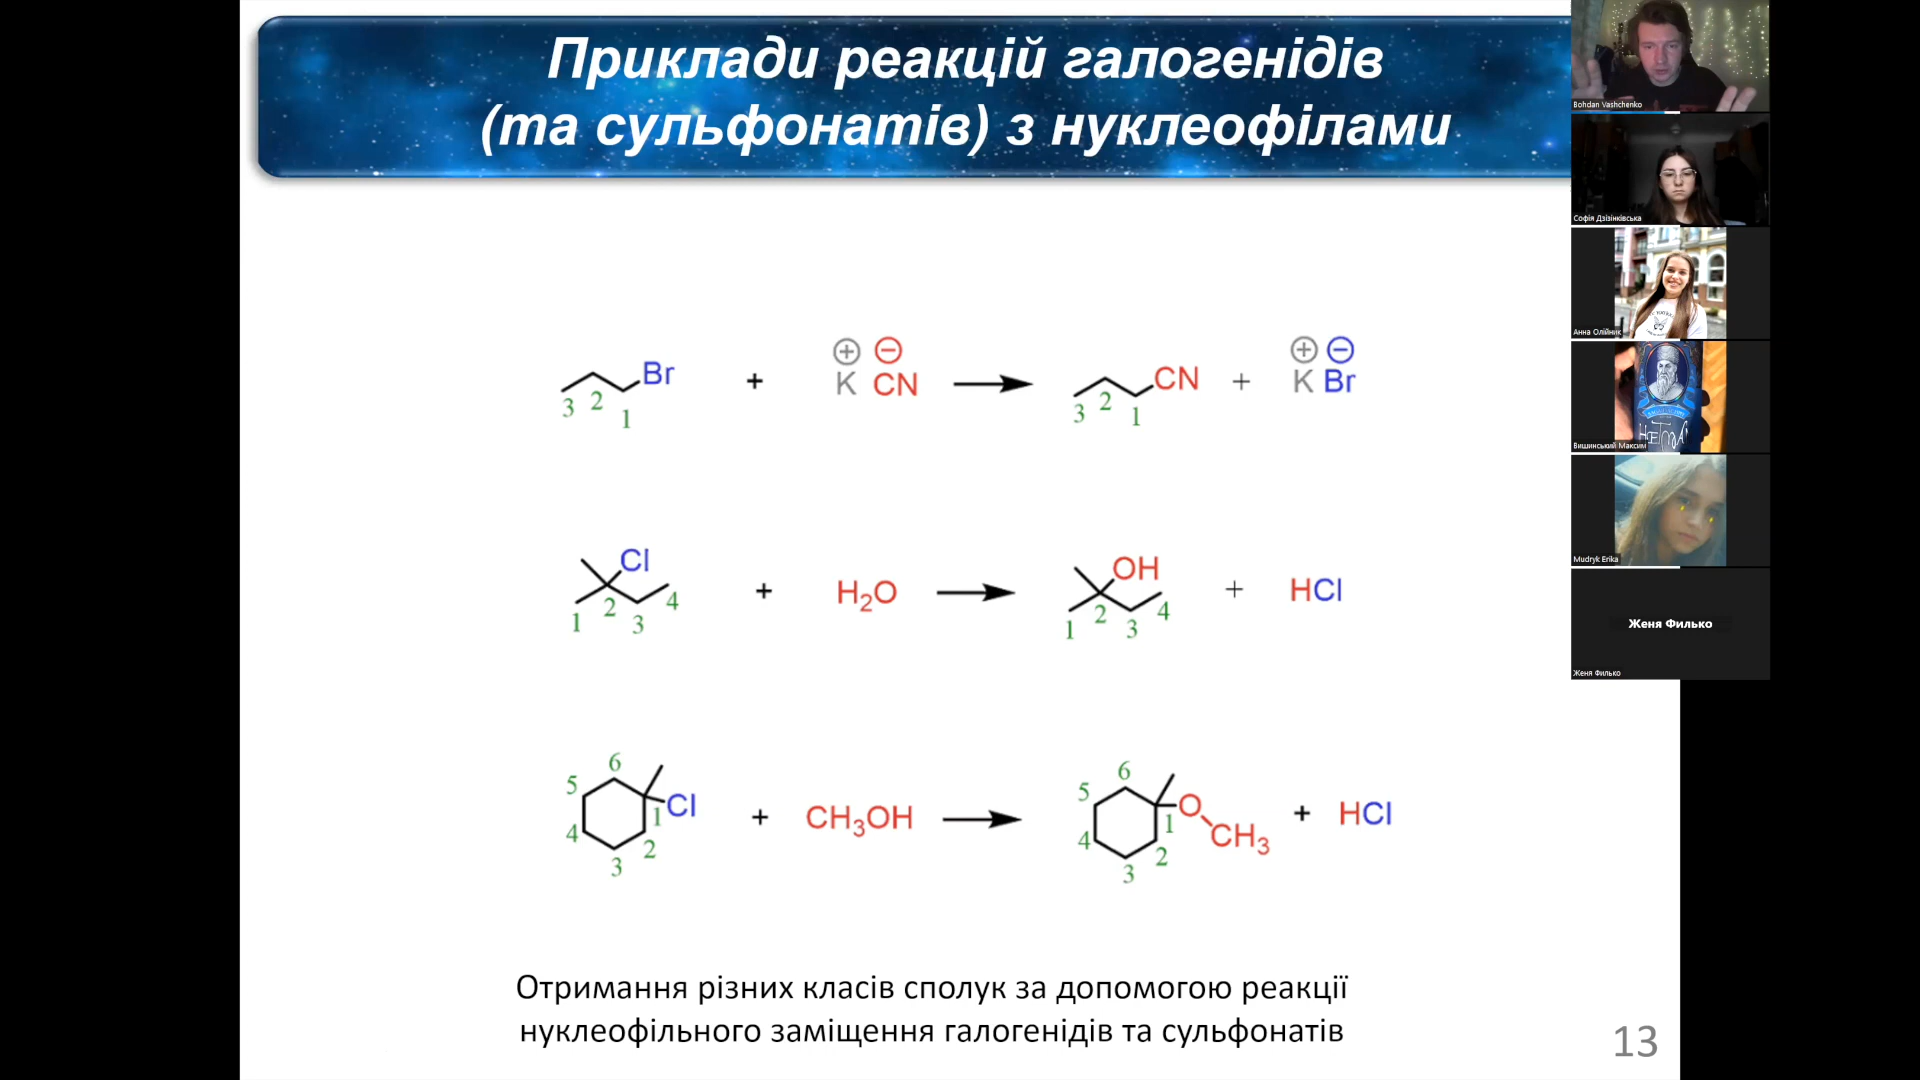 Приклади реакцій галогенідів
(та сульфонатів) з нуклеофілами
Br
3 2 1
+
⊕ ⊖
K CN
CN
3 2 1
+
⊕ ⊖
K Br
Cl
1 2 3 4
+
H2O
OH
1 2 3 4
+
HCl
6
5
Cl
1
4
2
3
+
CH3OH
6
5
O
1
CH3
4
2
3
+
HCl
Отримання різних класів сполук за допомогою реакції
нуклеофільного заміщення галогенідів та сульфонатів
13
Bohdan Vashchenko
Софія Дзізінківська
Анна Олійник
Вишинський Максим
Mudryk Erika
Женя Филько
Женя Филько